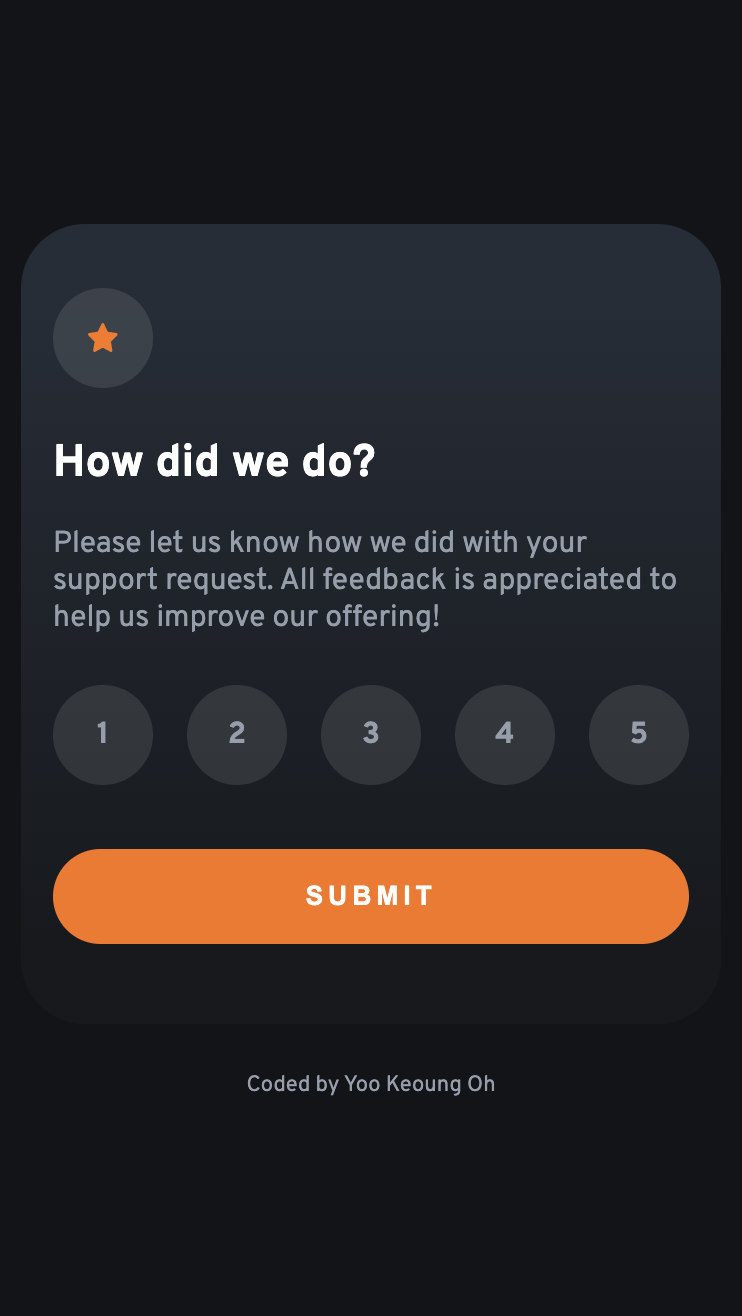 How did we do?
Please let us know how we did with your
support request. All feedback is appreciated to
help us improve our offering!
1 2 3 4 5
SUBMIT
Coded by Yoo Keoung Oh